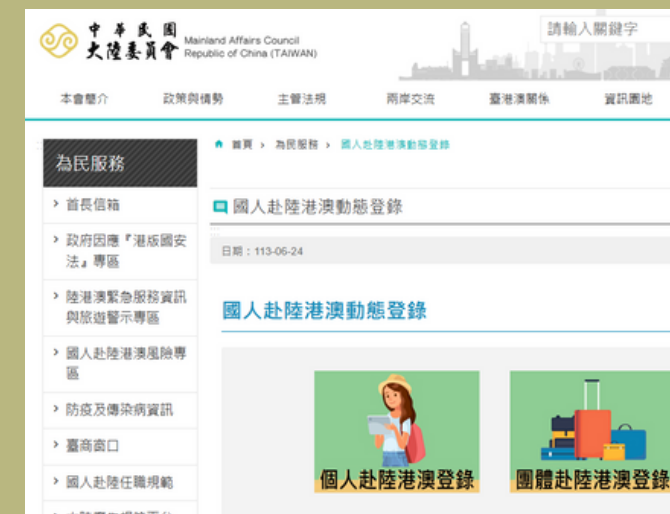 中華民國
大陸委員會
Mainland Affairs Council
Republic of China (TAIWAN)
請輸入關鍵字
本會簡介 政策與情勢 主管法規 兩岸交流 臺港澳關係 資訊園地
首頁 › 為民服務 › 國人赴陸港澳動態登錄
為民服務
› 首長信箱
› 政府因應『港版國安
法』專區
› 陸港澳緊急服務資訊
與旅遊警示專區
› 國人赴陸港澳風險專
區
› 防疫及傳染病資訊
› 臺商窗口
› 國人赴陸任職規範
國人赴陸港澳動態登錄
日期：113-06-24
國人赴陸港澳動態登錄
個人赴陸港澳登錄
團體赴陸港澳登錄